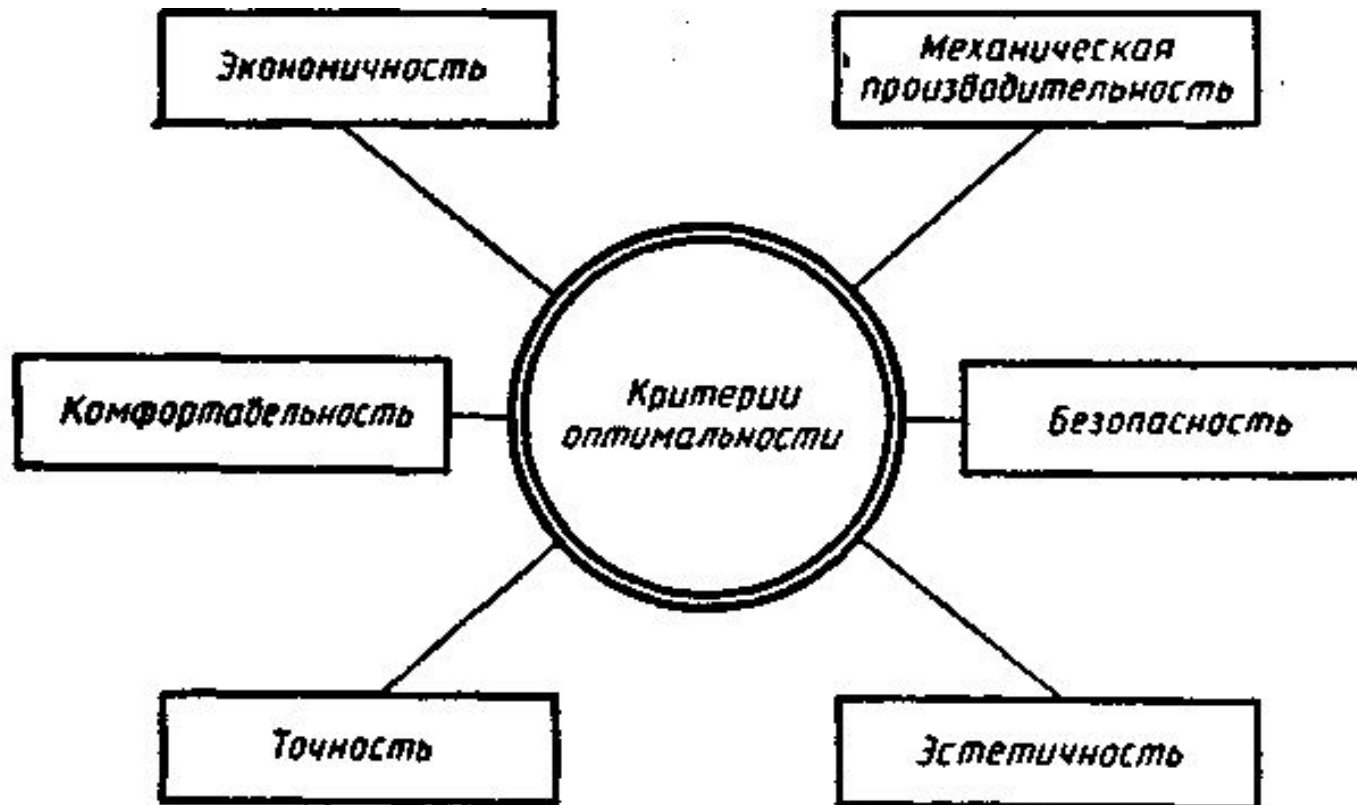 Экономичность
Механическая
производительность
Комфортабельность
Критерии
оптимальности
Безопасность
Точность
Эстетичность